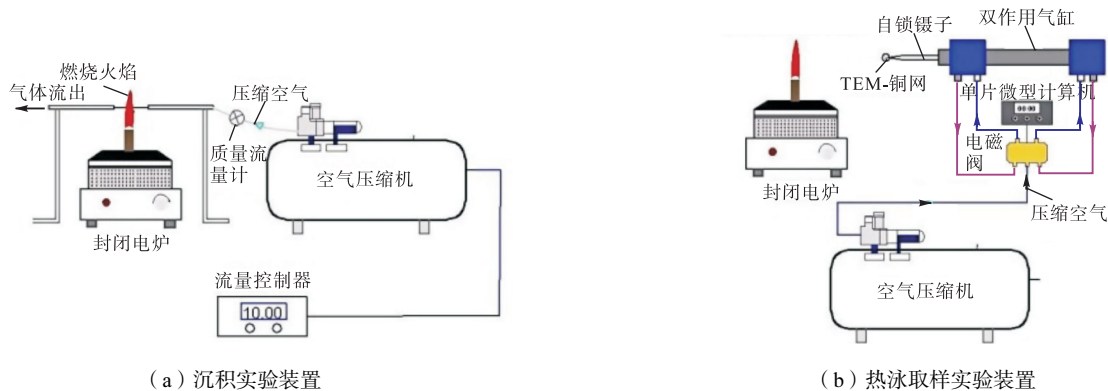 燃烧火焰
气体流出
压缩空气
质量流
量计
空气压缩机
封闭电炉
流量控制器
10.00
(a)沉积实验装置
自锁镊子
双作用气缸
TEM-铜网
单片微型计算机
00:00
电磁
阀
封闭电炉
压缩空气
空气压缩机
(b)热泳取样实验装置